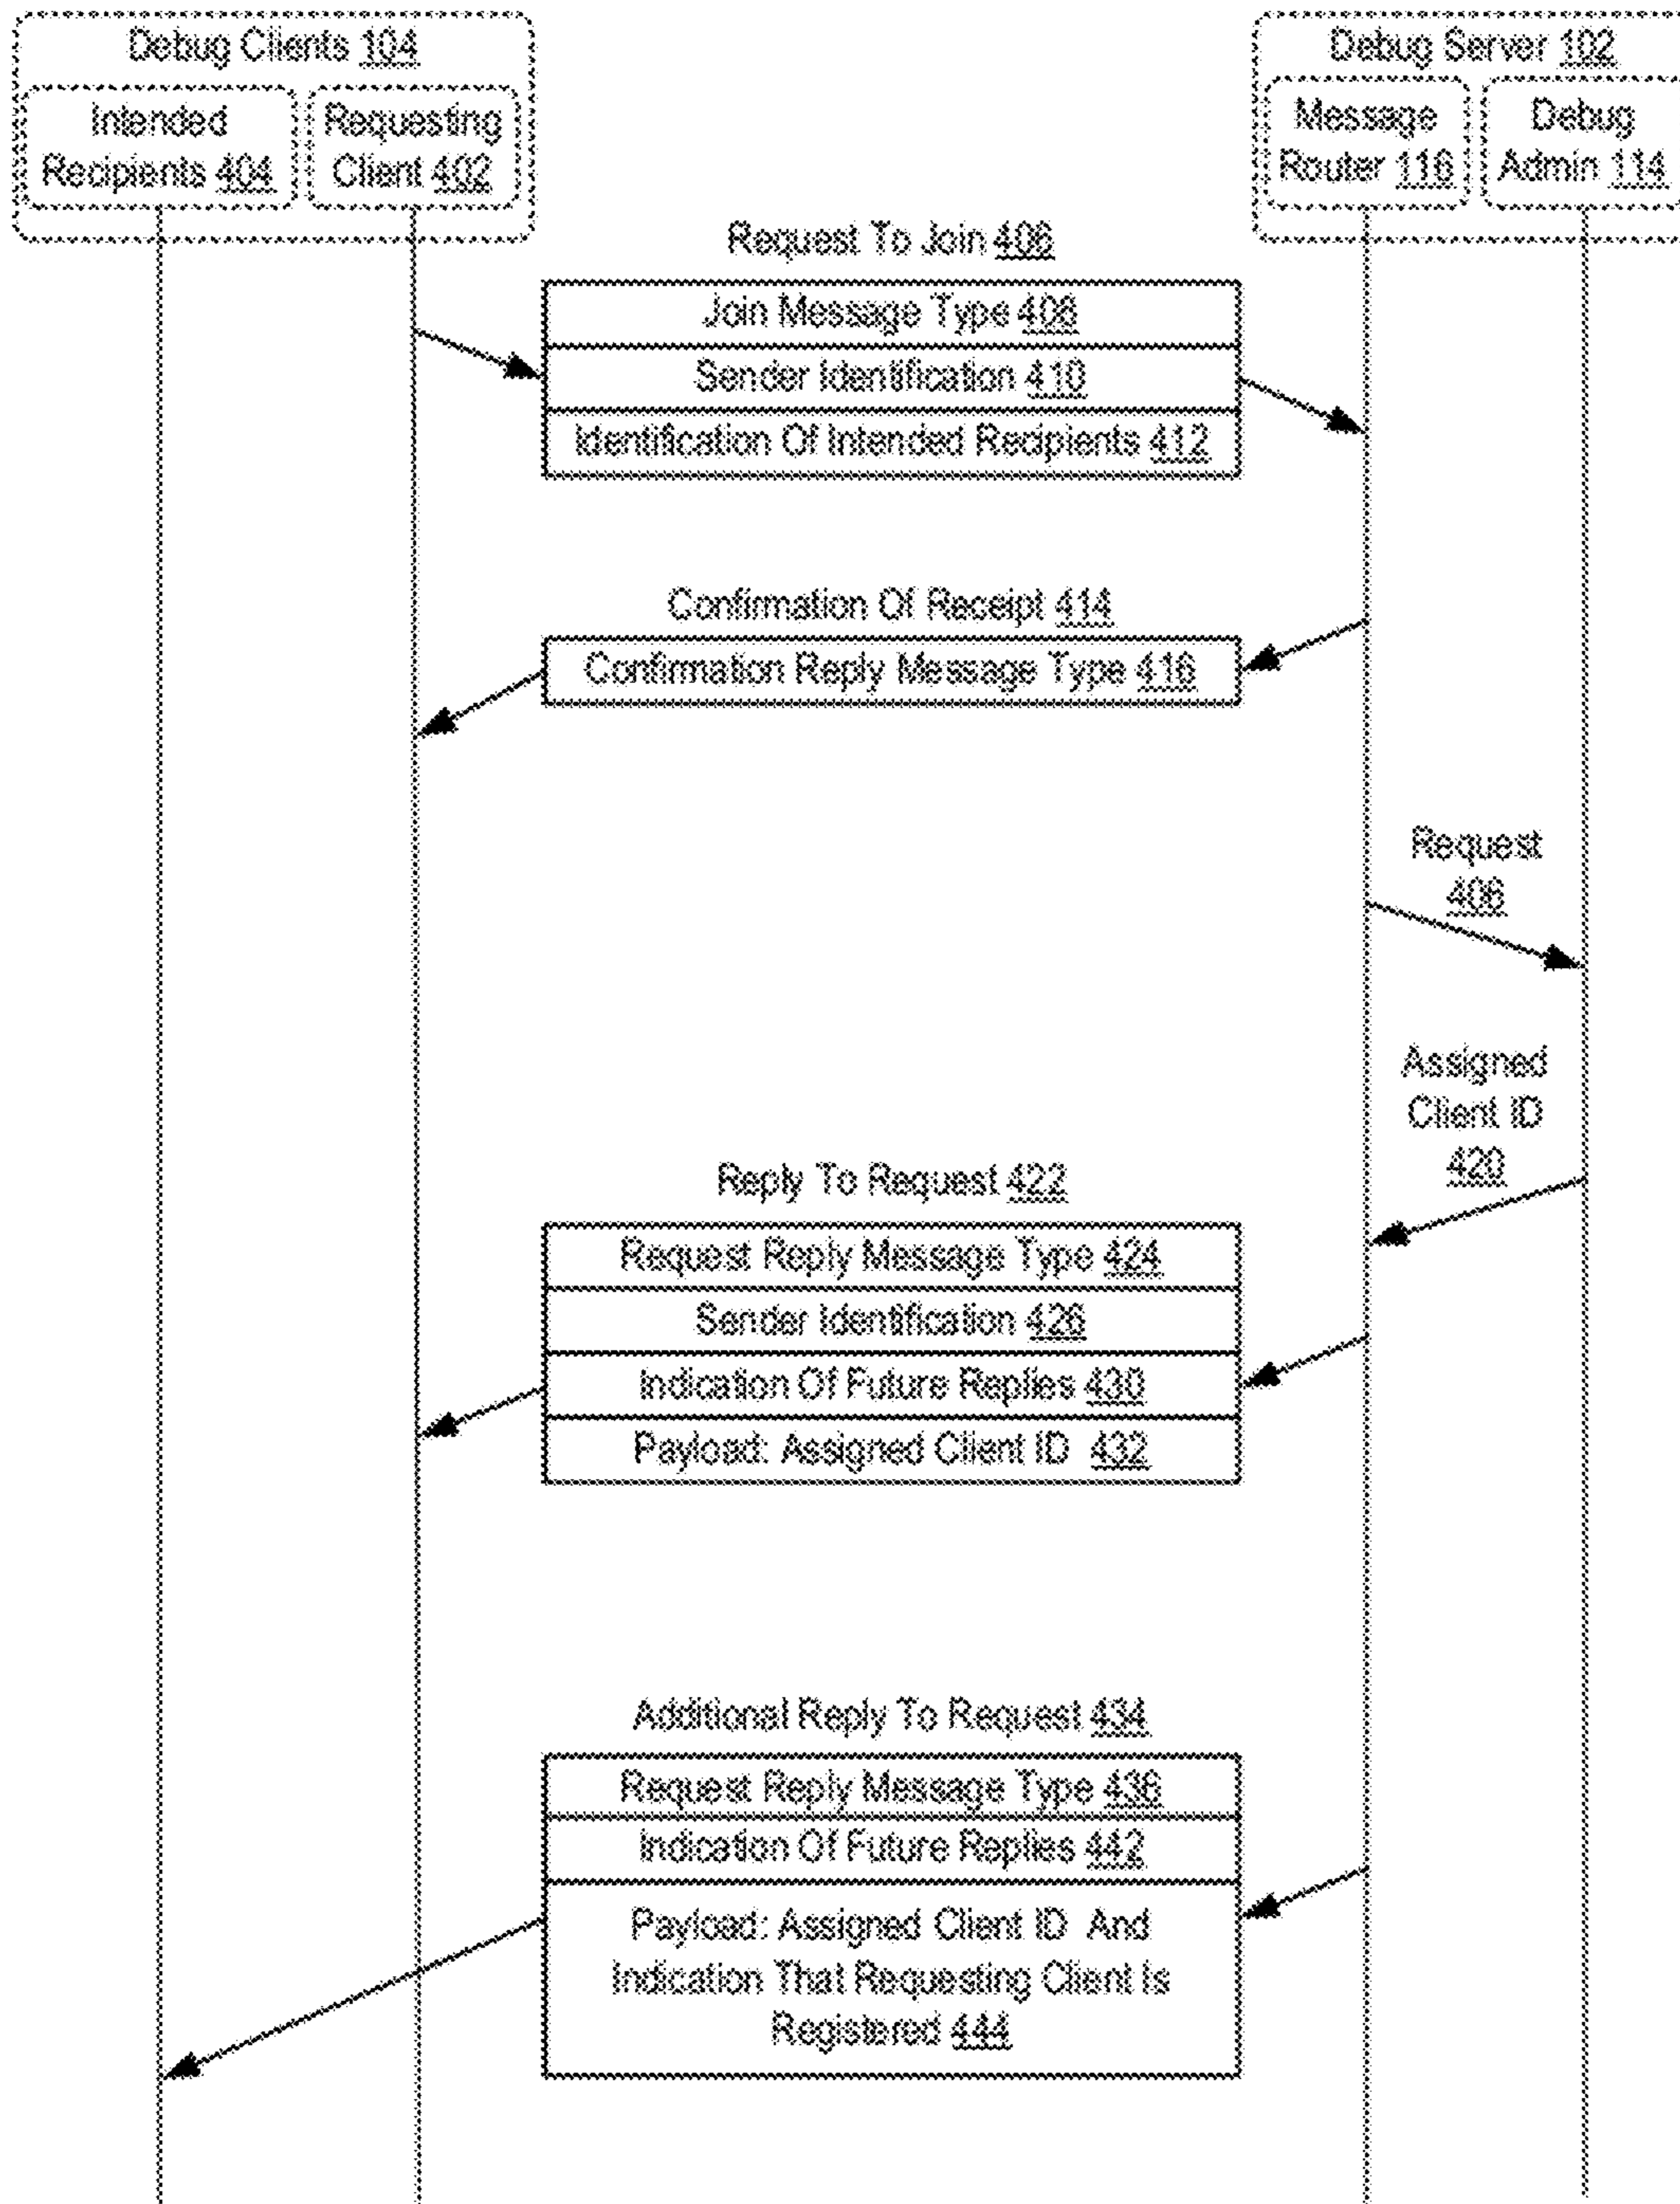 Debug Clients 104
Intended
Recipients 404
Requesting
Client 402
Debug Server 102
Message
Router 116
Debug
Admin 114
Request To Join 406
Join Message Type 408
Sender Identification 410
Identification Of Intended Recipients 412
Confirmation Of Receipt 414
Confirmation Reply Message Type 416
Request
406
Assigned
Client ID
420
Reply To Request 422
Request Reply Message Type 424
Sender Identification 426
Indication Of Future Replies 430
Payload: Assigned Client ID 432
Additional Reply To Request 434
Request Reply Message Type 436
Indication Of Future Replies 442
Payload: Assigned Client ID And
Indication That Requesting Client Is
Registered 444